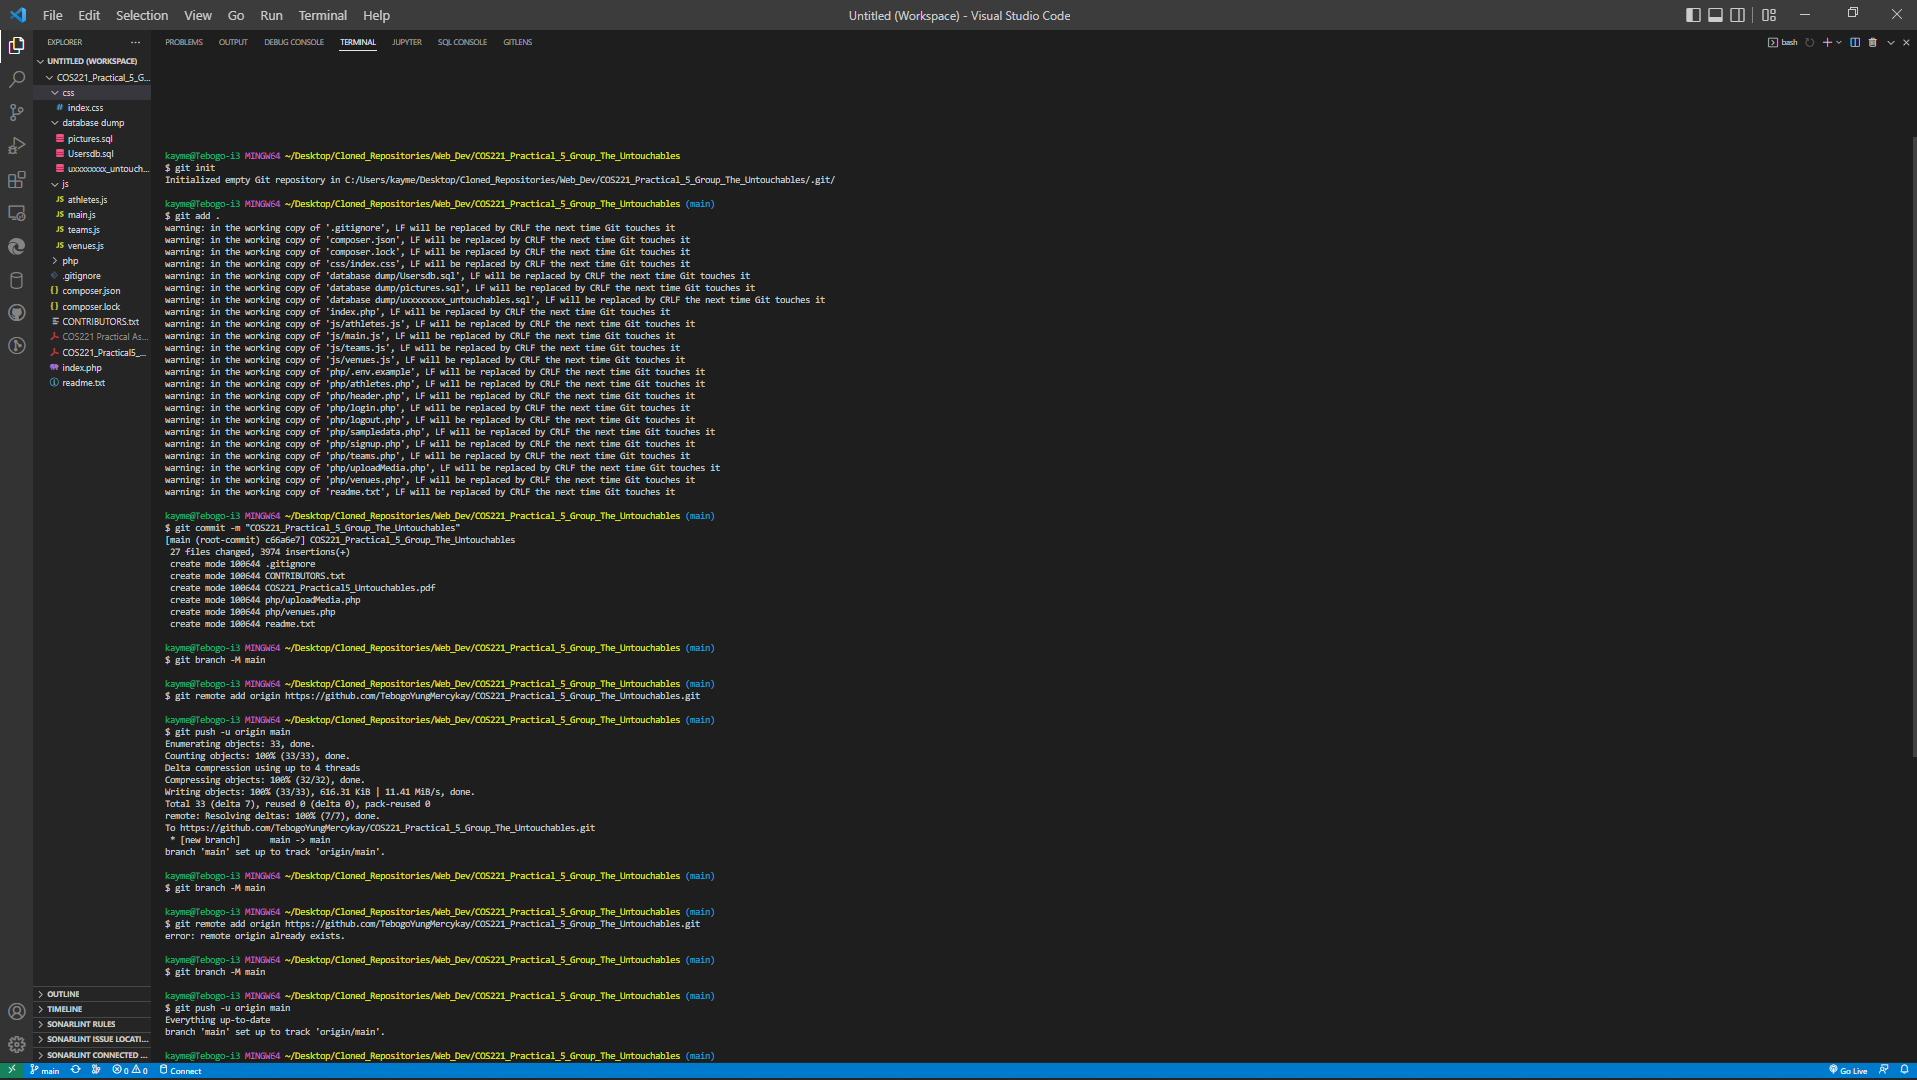 File Edit Selection View Go Run Terminal Help
Untitled (Workspace) - Visual Studio Code
EXPLORER
UNTITLED (WORKSPACE)
COS221_Practical_5_G...
css
index.css
database dump
pictures.sql
Usersdb.sql
uxxxxxxxx_untouch...
js
JS athletes.js
JS main.js
JS teams.js
JS venues.js
php
.gitignore
composer.json
composer.lock
CONTRIBUTORS.txt
COS221 Practical As...
COS221_Practical5_...
index.php
readme.txt
OUTLINE
TIMELINE
SONARLINT RULES
SONARLINT ISSUE LOCATI...
SONARLINT CONNECTED ...
PROBLEMS OUTPUT DEBUG CONSOLE TERMINAL JUPYTER SQL CONSOLE GITLENS
bash
kayme@Tebogo-i3 MINGW64 ~/Desktop/Cloned_Repositories/Web_Dev/COS221_Practical_5_Group_The_Untouchables
$ git init
Initialized empty Git repository in C:/Users/kayme/Desktop/Cloned_Repositories/Web_Dev/COS221_Practical_5_Group_The_Untouchables/.git/
kayme@Tebogo-i3 MINGW64 ~/Desktop/Cloned_Repositories/Web_Dev/COS221_Practical_5_Group_The_Untouchables (main)
$ git add .
warning: in the working copy of '.gitignore', LF will be replaced by CRLF the next time Git touches it
warning: in the working copy of 'composer.json', LF will be replaced by CRLF the next time Git touches it
warning: in the working copy of 'composer.lock', LF will be replaced by CRLF the next time Git touches it
warning: in the working copy of 'css/index.css', LF will be replaced by CRLF the next time Git touches it
warning: in the working copy of 'database dump/Usersdb.sql', LF will be replaced by CRLF the next time Git touches it
warning: in the working copy of 'database dump/pictures.sql', LF will be replaced by CRLF the next time Git touches it
warning: in the working copy of 'database dump/uxxxxxxxx_untouchables.sql', LF will be replaced by CRLF the next time Git touches it
warning: in the working copy of 'index.php', LF will be replaced by CRLF the next time Git touches it
warning: in the working copy of 'js/athletes.js', LF will be replaced by CRLF the next time Git touches it
warning: in the working copy of 'js/main.js', LF will be replaced by CRLF the next time Git touches it
warning: in the working copy of 'js/teams.js', LF will be replaced by CRLF the next time Git touches it
warning: in the working copy of 'js/venues.js', LF will be replaced by CRLF the next time Git touches it
warning: in the working copy of 'php/.env.example', LF will be replaced by CRLF the next time Git touches it
warning: in the working copy of 'php/athletes.php', LF will be replaced by CRLF the next time Git touches it
warning: in the working copy of 'php/header.php', LF will be replaced by CRLF the next time Git touches it
warning: in the working copy of 'php/login.php', LF will be replaced by CRLF the next time Git touches it
warning: in the working copy of 'php/logout.php', LF will be replaced by CRLF the next time Git touches it
warning: in the working copy of 'php/sampledata.php', LF will be replaced by CRLF the next time Git touches it
warning: in the working copy of 'php/signup.php', LF will be replaced by CRLF the next time Git touches it
warning: in the working copy of 'php/teams.php', LF will be replaced by CRLF the next time Git touches it
warning: in the working copy of 'php/uploadMedia.php', LF will be replaced by CRLF the next time Git touches it
warning: in the working copy of 'php/venues.php', LF will be replaced by CRLF the next time Git touches it
warning: in the working copy of 'readme.txt', LF will be replaced by CRLF the next time Git touches it
kayme@Tebogo-i3 MINGW64 ~/Desktop/Cloned_Repositories/Web_Dev/COS221_Practical_5_Group_The_Untouchables (main)
$ git commit -m "COS221_Practical_5_Group_The_Untouchables"
[main (root-commit) c66a6e7] COS221_Practical_5_Group_The_Untouchables
27 files changed, 3974 insertions(+)
create mode 100644 .gitignore
create mode 100644 CONTRIBUTORS.txt
create mode 100644 COS221_Practical5_Untouchables.pdf
create mode 100644 php/uploadMedia.php
create mode 100644 php/venues.php
create mode 100644 readme.txt
kayme@Tebogo-i3 MINGW64 ~/Desktop/Cloned_Repositories/Web_Dev/COS221_Practical_5_Group_The_Untouchables (main)
$ git branch -M main
kayme@Tebogo-i3 MINGW64 ~/Desktop/Cloned_Repositories/Web_Dev/COS221_Practical_5_Group_The_Untouchables (main)
$ git remote add origin https://github.com/TebogoYungMercykay/COS221_Practical_5_Group_The_Untouchables.git
kayme@Tebogo-i3 MINGW64 ~/Desktop/Cloned_Repositories/Web_Dev/COS221_Practical_5_Group_The_Untouchables (main)
$ git push -u origin main
Enumerating objects: 33, done.
Counting objects: 100% (33/33), done.
Delta compression using up to 4 threads
Compressing objects: 100% (32/32), done.
Writing objects: 100% (33/33), 616.31 KiB | 11.41 MiB/s, done.
Total 33 (delta 7), reused 0 (delta 0), pack-reused 0
remote: Resolving deltas: 100% (7/7), done.
To https://github.com/TebogoYungMercykay/COS221_Practical_5_Group_The_Untouchables.git
* [new branch] main -> main
branch 'main' set up to track 'origin/main'.
kayme@Tebogo-i3 MINGW64 ~/Desktop/Cloned_Repositories/Web_Dev/COS221_Practical_5_Group_The_Untouchables (main)
$ git branch -M main
kayme@Tebogo-i3 MINGW64 ~/Desktop/Cloned_Repositories/Web_Dev/COS221_Practical_5_Group_The_Untouchables (main)
$ git remote add origin https://github.com/TebogoYungMercykay/COS221_Practical_5_Group_The_Untouchables.git
error: remote origin already exists.
kayme@Tebogo-i3 MINGW64 ~/Desktop/Cloned_Repositories/Web_Dev/COS221_Practical_5_Group_The_Untouchables (main)
$ git branch -M main
kayme@Tebogo-i3 MINGW64 ~/Desktop/Cloned_Repositories/Web_Dev/COS221_Practical_5_Group_The_Untouchables (main)
$ git push -u origin main
Everything up-to-date
branch 'main' set up to track 'origin/main'.
kayme@Tebogo-i3 MINGW64 ~/Desktop/Cloned_Repositories/Web_Dev/COS221_Practical_5_Group_The_Untouchables (main)
main 0 0 Connect Go Live